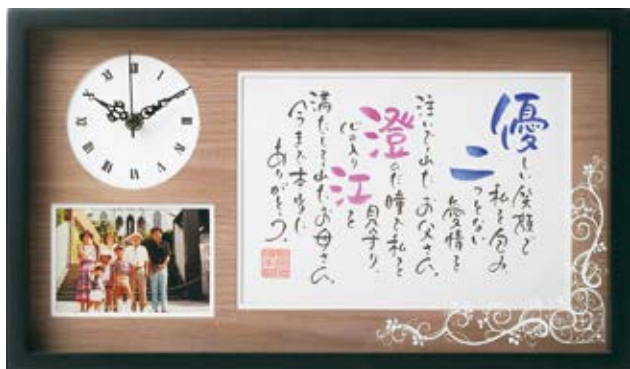 優しい笑顔で
私を包み、
二つとない
愛情を
注いでくれたお父さん。
澄んだ瞳で私を
見守り、
心の入り江を
満たしてくれたお母さん。
今まで本当に
ありがとう。